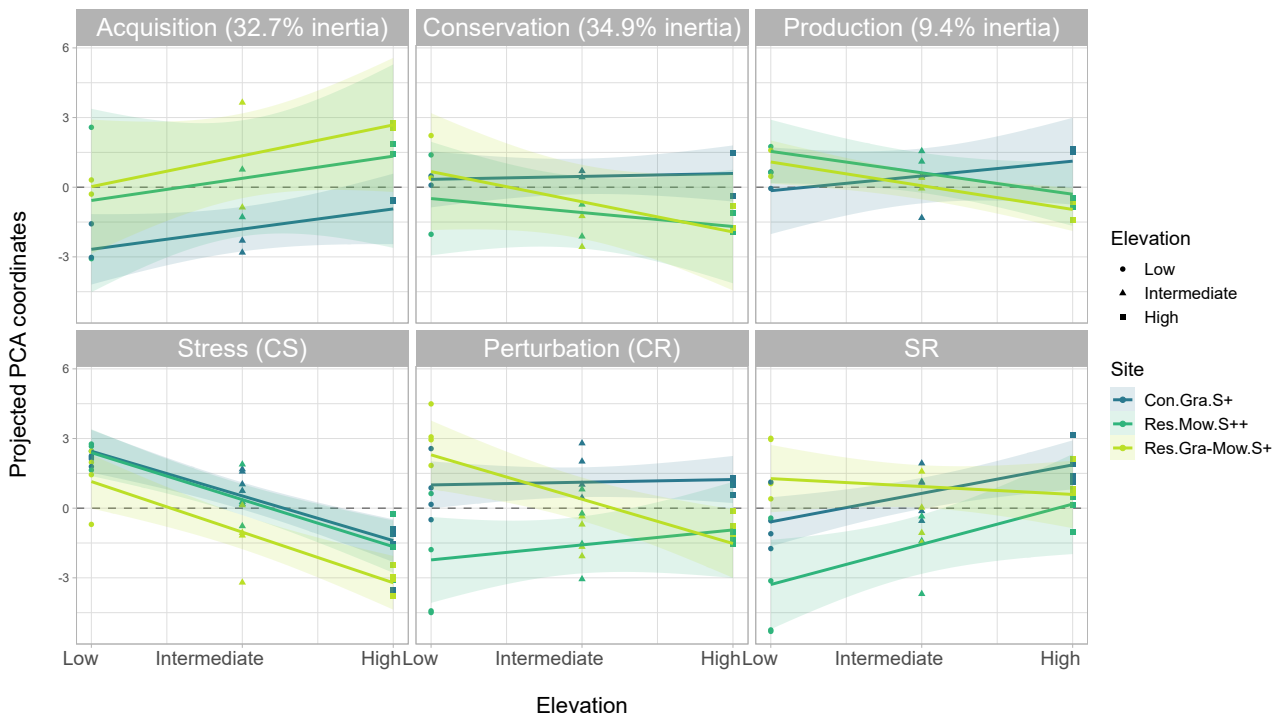 Acquisition (32.7% inertia) Conservation (34.9% inertia) Production (9.4% inertia)
6
3
0
-3
Stress (CS) Perturbation (CR) SR
6
3
0
-3
Low Intermediate High Low Intermediate High Low Intermediate High
Elevation
Projected PCA coordinates
Elevation
Low
Intermediate
High
Site
Con.Gra.S+
Res.Mow.S++
Res.Gra-Mow.S+